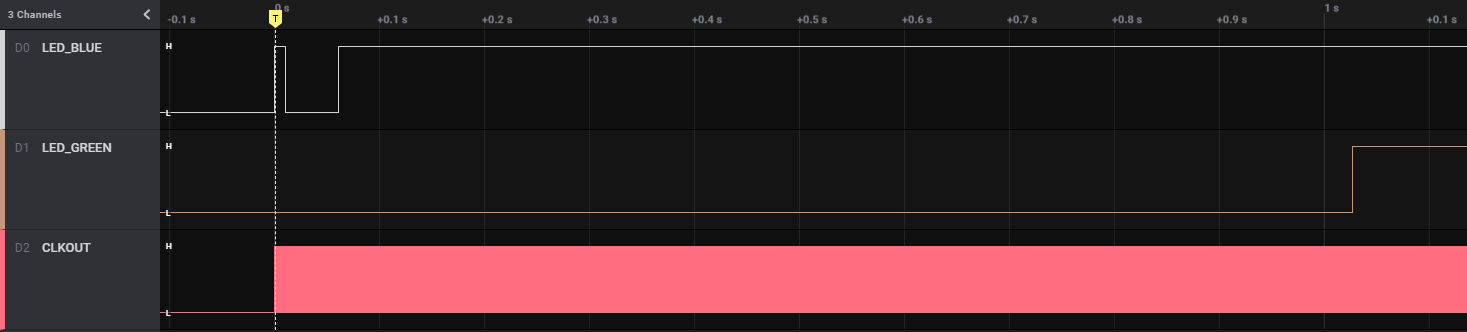 3 Channels
0 s
1 s
-0.1 s
T
+0.1 s
+0.2 s
+0.3 s
+0.4 s
+0.5 s
+0.6 s
+0.7 s
+0.8 s
+0.9 s
+0.1 s
D0 LED_BLUE
H
L
D1 LED_GREEN
H
L
D2 CLKOUT
H
L